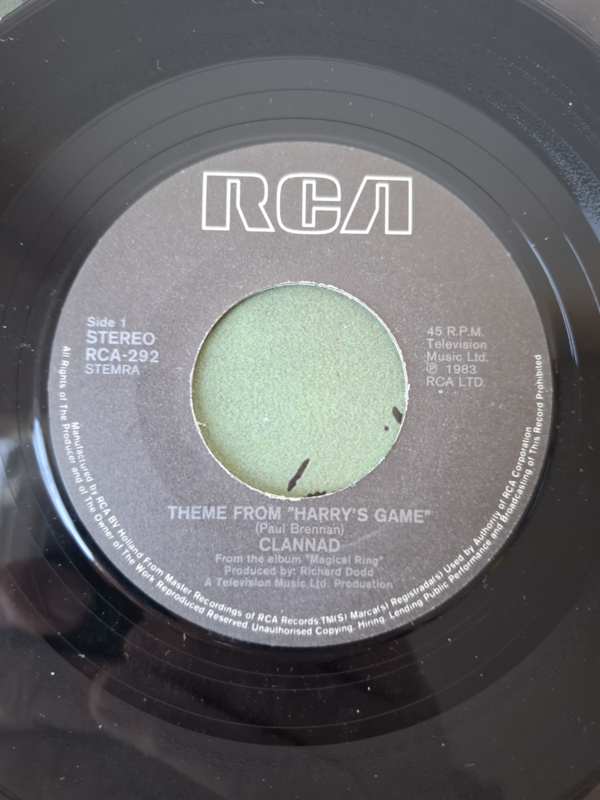 RCA
Side 1
STEREO
RCA-292
STEMRA
45 R.P.M.
Television
Music Ltd.
℗ 1983
RCA LTD.
THEME FROM "HARRY'S GAME"
(Paul Brennan)
CLANNAD
From the album "Magical Ring"
Produced by: Richard Dodd
A Television Music Ltd. Production
Manufactured by RCA BV Holland From Master Recordings of RCA Records TM(S) Marca(s) Registrada(s) Used by Authority of RCA Corporation
All Rights of The Producer and of The Owner of The Work Reproduced Reserved Unauthorised Copying, Hiring, Lending Public Performance and Broadcasting of This Record Prohibited